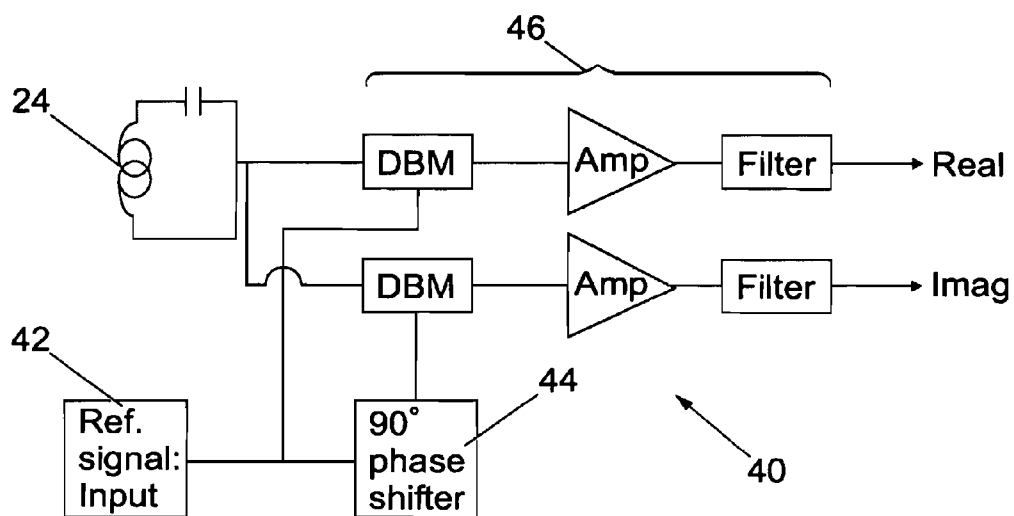 46
24
DBM
Amp
Filter
Real
DBM
Amp
Filter
Imag
42
44
Ref.
signal:
Input
90°
phase
shifter
40